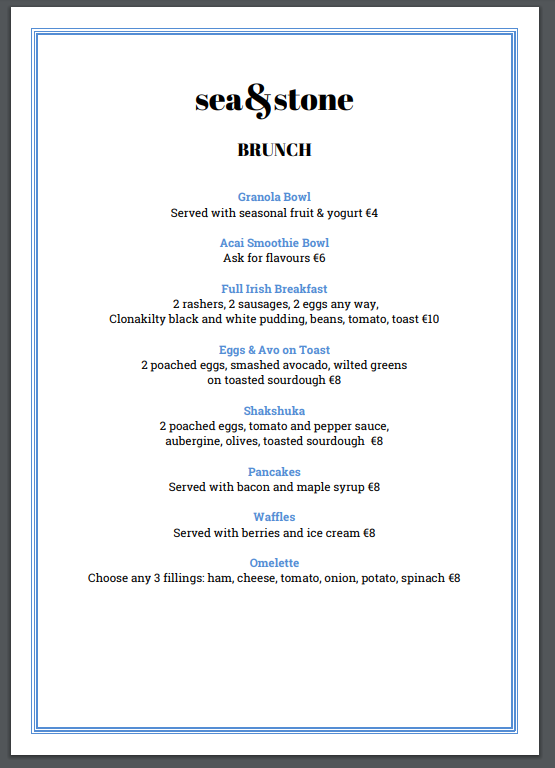 sea&stone
BRUNCH
Granola Bowl
Served with seasonal fruit & yogurt €4
Acai Smoothie Bowl
Ask for flavours €6
Full Irish Breakfast
2 rashers, 2 sausages, 2 eggs any way,
Clonakilty black and white pudding, beans, tomato, toast €10
Eggs & Avo on Toast
2 poached eggs, smashed avocado, wilted greens
on toasted sourdough €8
Shakshuka
2 poached eggs, tomato and pepper sauce,
aubergine, olives, toasted sourdough  €8
Pancakes
Served with bacon and maple syrup €8
Waffles
Served with berries and ice cream €8
Omelette
Choose any 3 fillings: ham, cheese, tomato, onion, potato, spinach €8